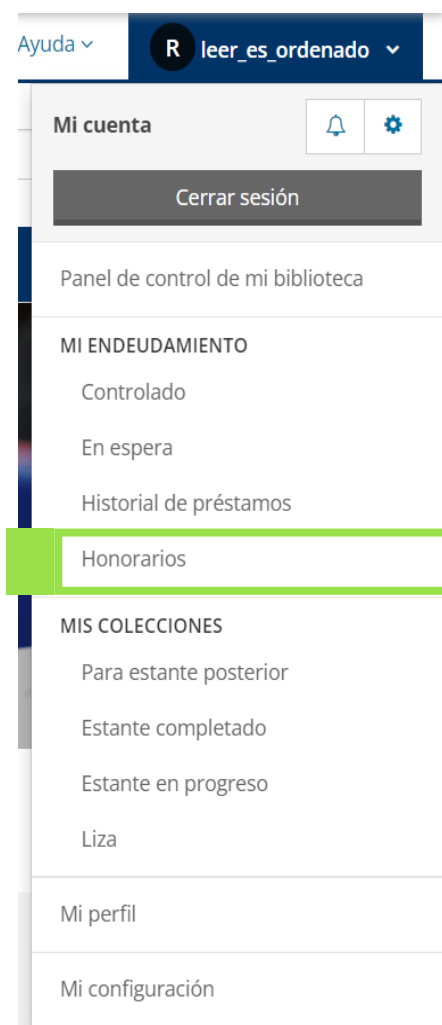 Ayuda
R leer_es_ordenado
Mi cuenta
Cerrar sesión
Panel de control de mi biblioteca
MI ENDEUDAMIENTO
Controlado
En espera
Historial de préstamos
Honorarios
MIS COLECCIONES
Para estante posterior
Estante completado
Estante en progreso
Liza
Mi perfil
Mi configuración